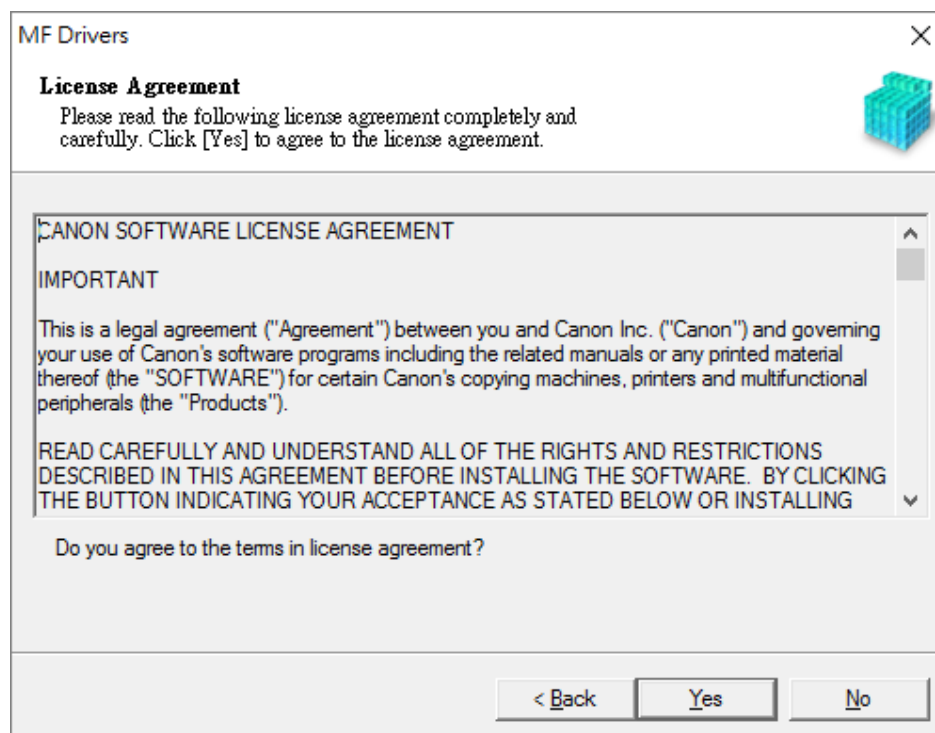 MF Drivers
License Agreement
Please read the following license agreement completely and
carefully. Click [Yes] to agree to the license agreement.
CANON SOFTWARE LICENSE AGREEMENT
IMPORTANT
This is a legal agreement ("Agreement") between you and Canon Inc. ("Canon") and governing
your use of Canon's software programs including the related manuals or any printed material
thereof (the "SOFTWARE") for certain Canon's copying machines, printers and multifunctional
peripherals (the "Products").
READ CAREFULLY AND UNDERSTAND ALL OF THE RIGHTS AND RESTRICTIONS
DESCRIBED IN THIS AGREEMENT BEFORE INSTALLING THE SOFTWARE.  BY CLICKING
THE BUTTON INDICATING YOUR ACCEPTANCE AS STATED BELOW OR INSTALLING
Do you agree to the terms in license agreement?
< Back
Yes
No